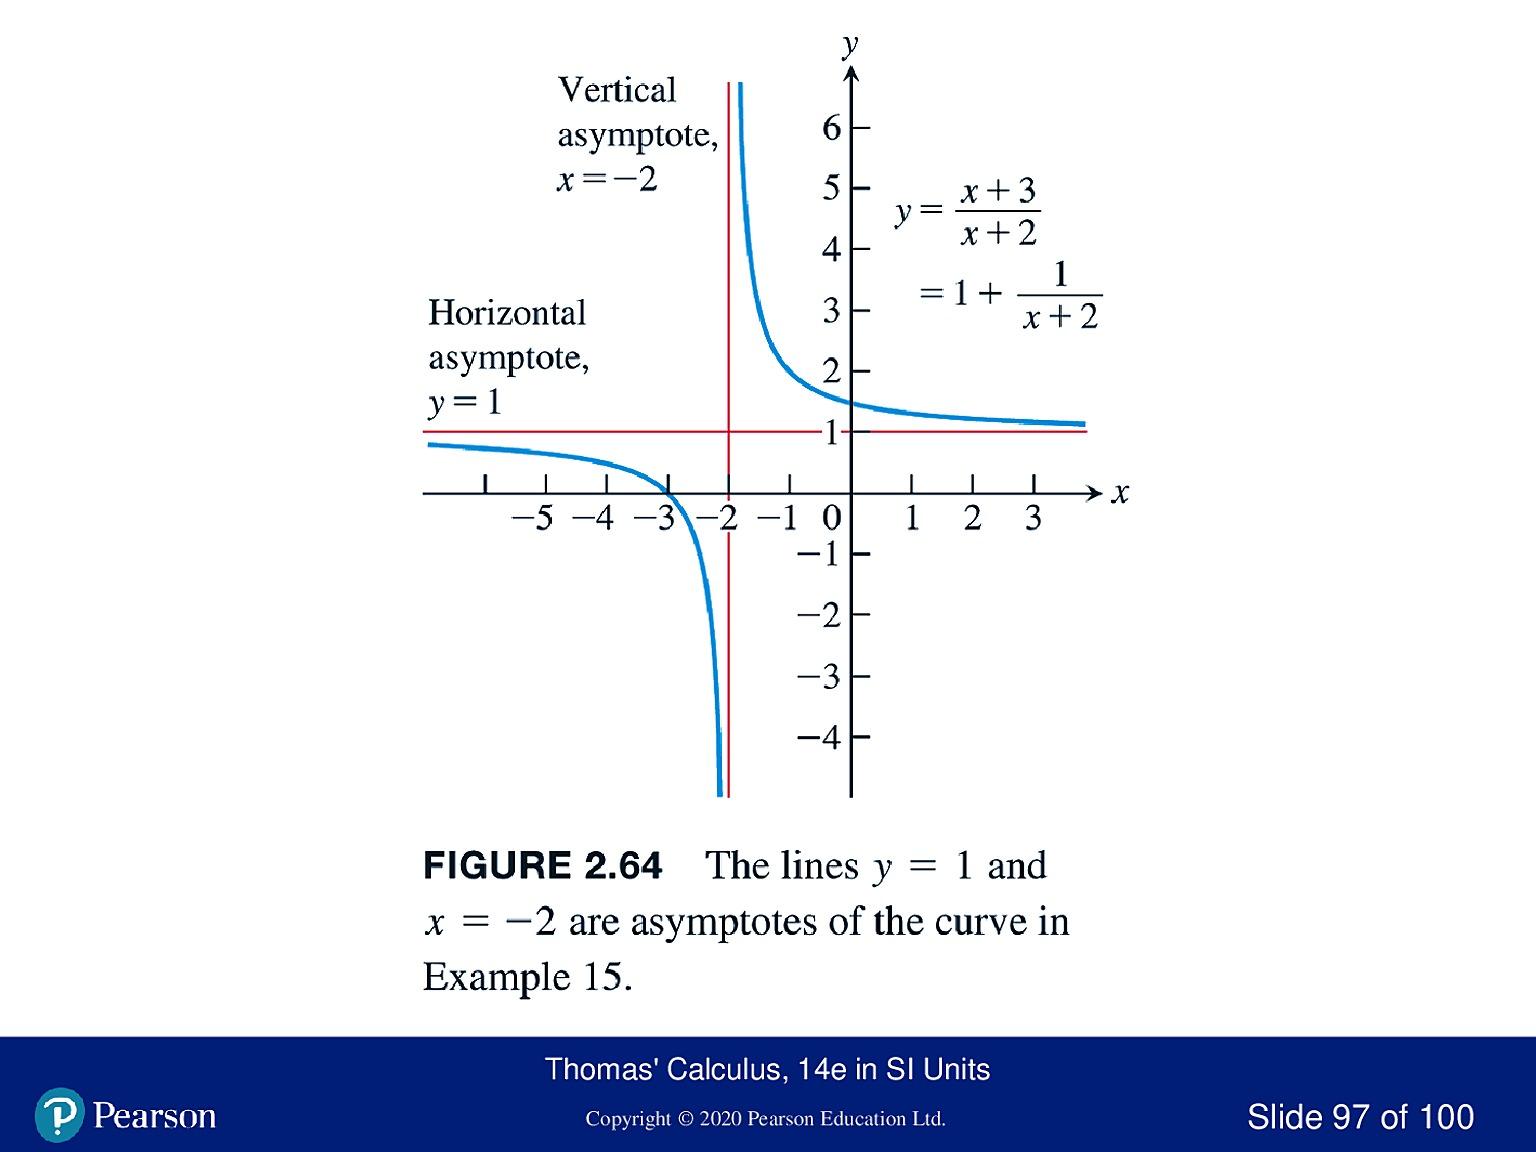 y
Vertical
asymptote,
x = −2
6
5
4
3
2
1
y = x + 3 / x + 2
= 1 + 1 / x + 2
Horizontal
asymptote,
y = 1
x
−5 −4 −3 −2 −1 0 1 2 3
−1
−2
−3
−4
FIGURE 2.64 The lines y = 1 and
x = −2 are asymptotes of the curve in
Example 15.
Thomas' Calculus, 14e in SI Units
Pearson
Copyright © 2020 Pearson Education Ltd.
Slide 97 of 100